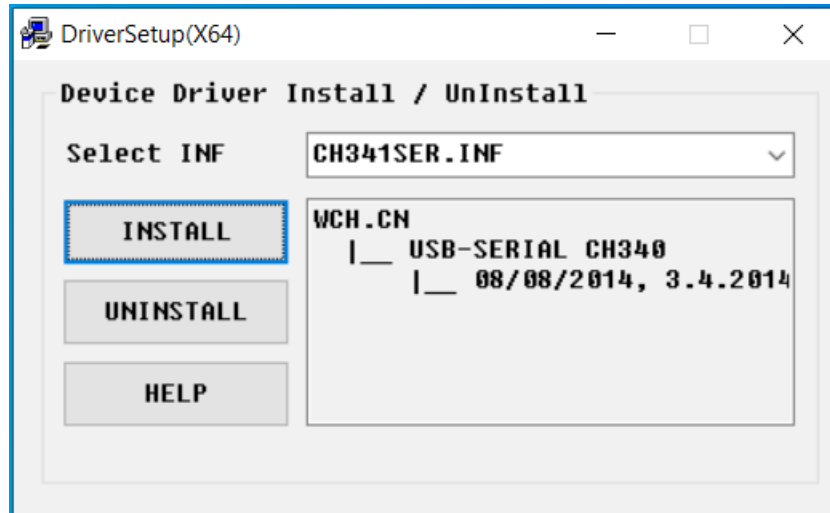 DriverSetup(X64)
Device Driver Install / UnInstall
Select INF
CH341SER.INF
INSTALL
UNINSTALL
HELP
WCH.CN
|__ USB-SERIAL CH340
|__ 08/08/2014, 3.4.2014